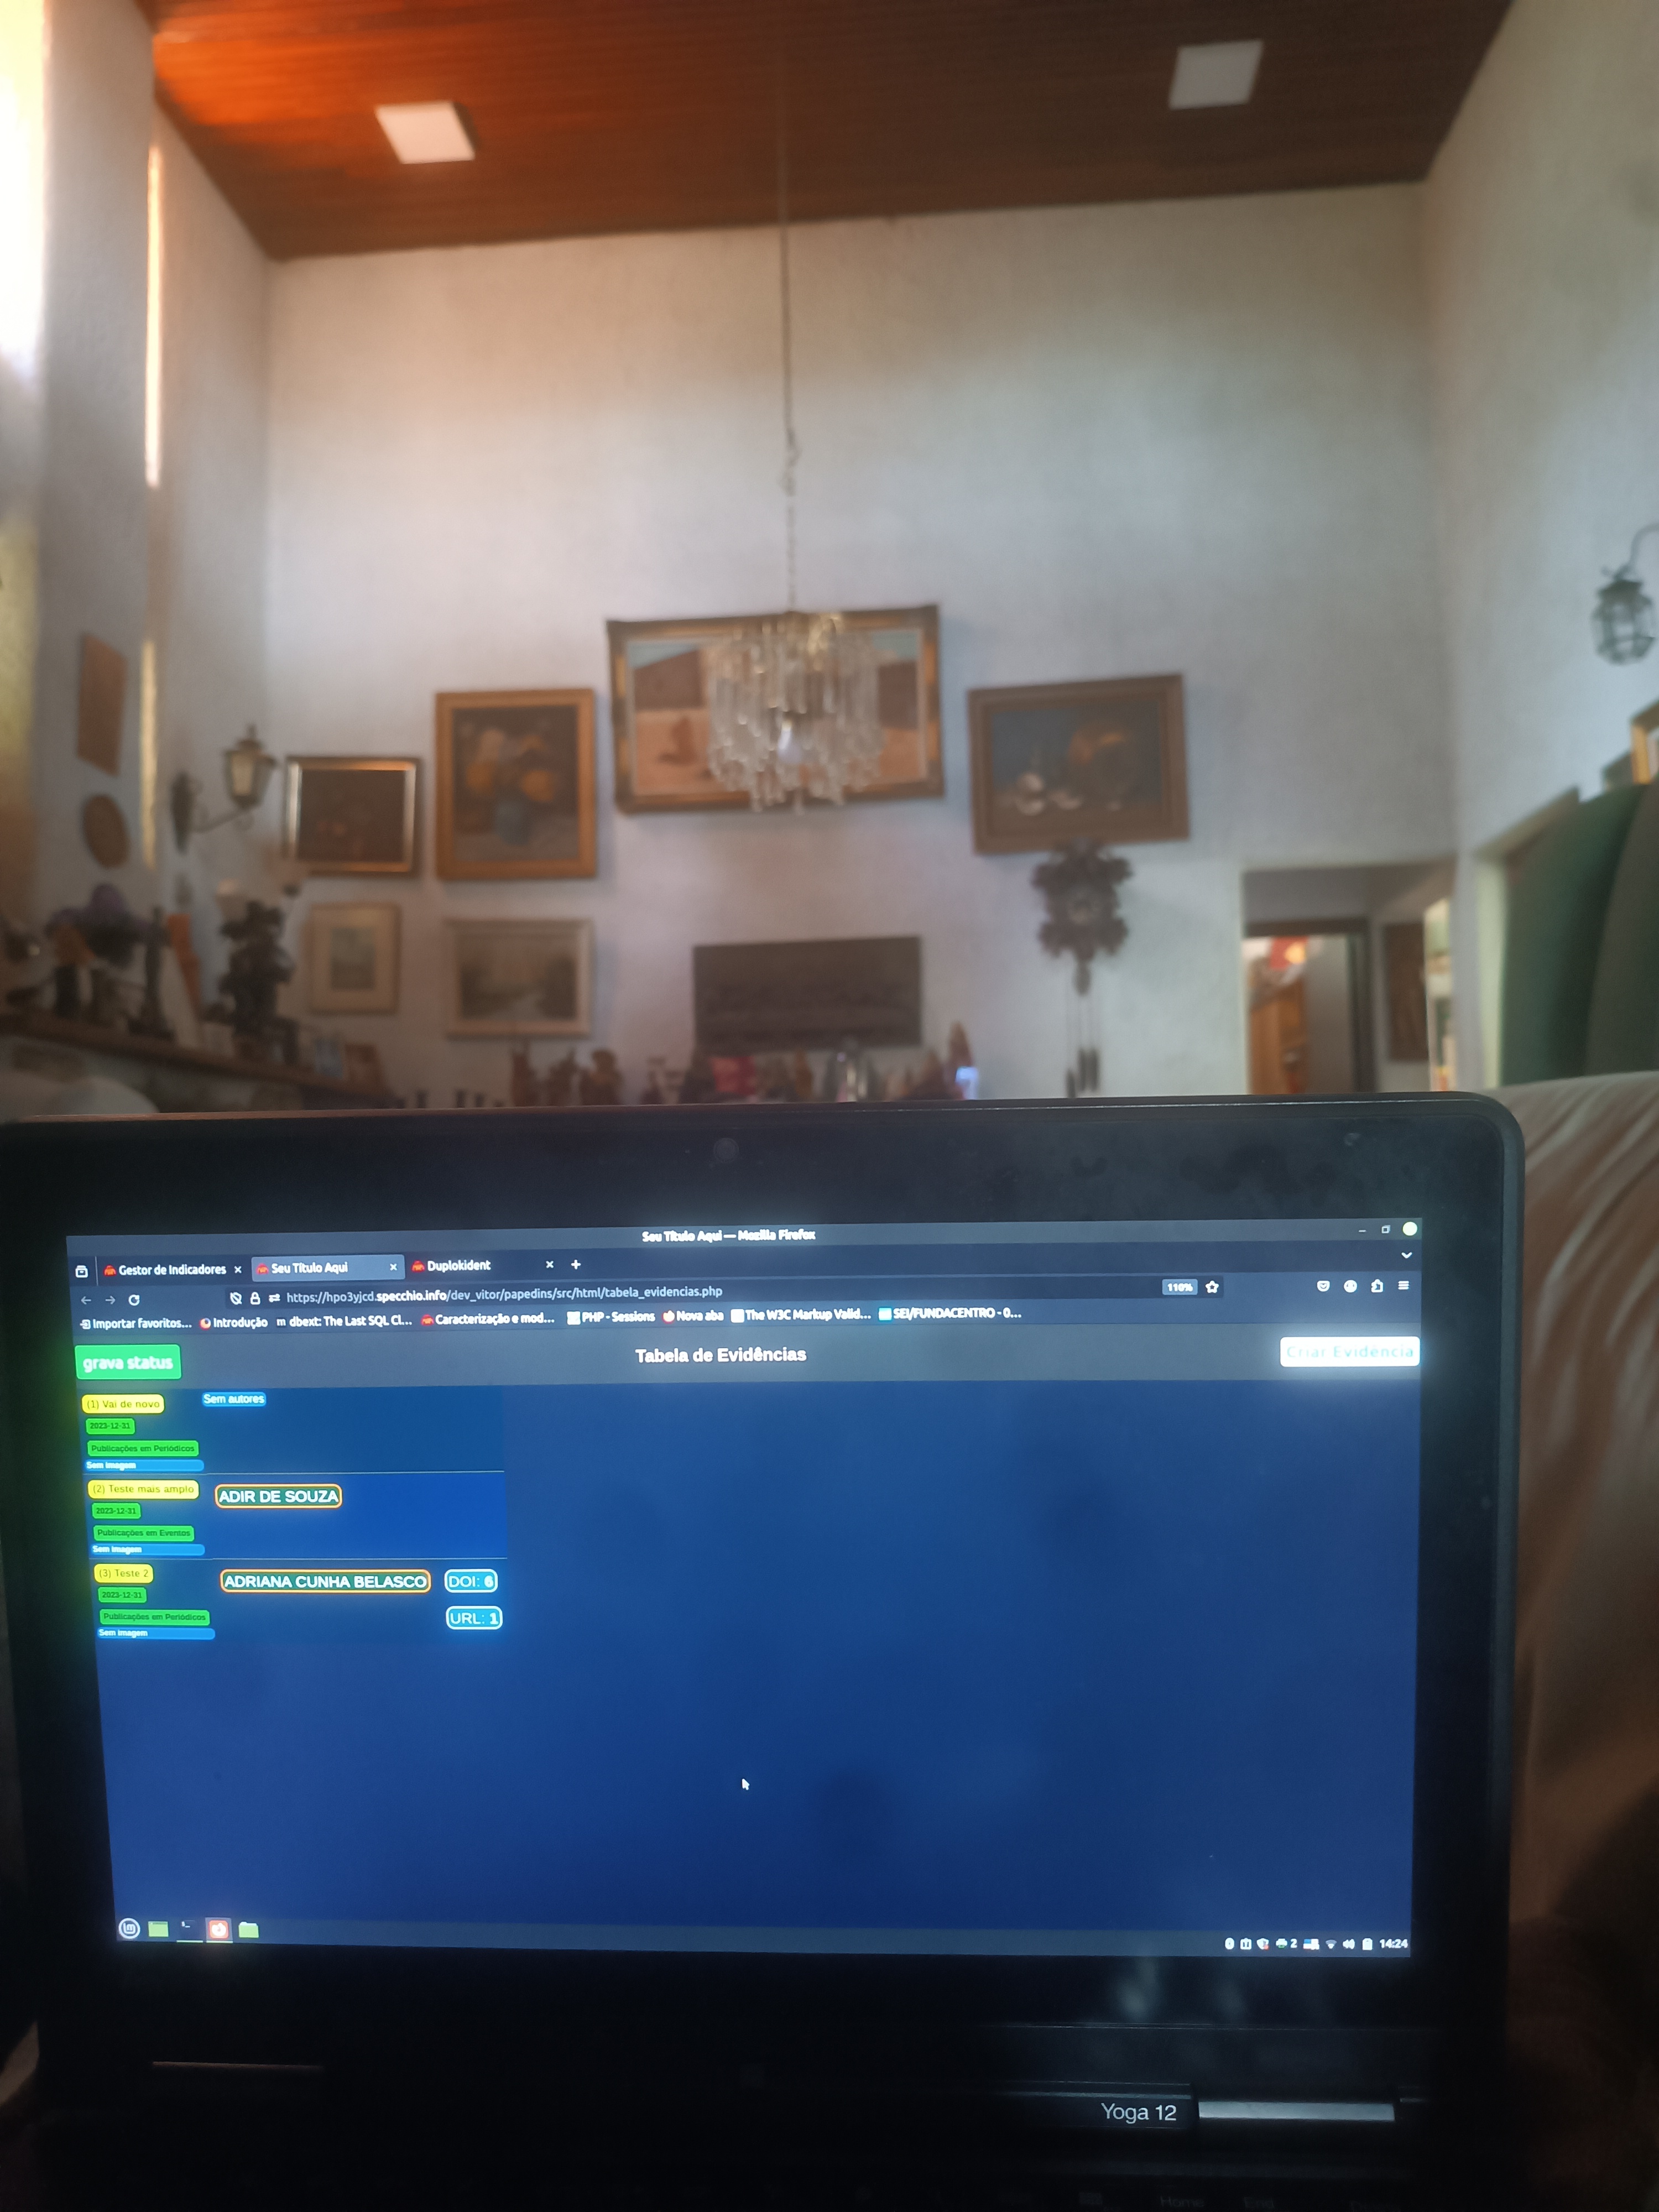 Seu Título Aqui — Mozilla Firefox
Gestor de Indicadores
Seu Título Aqui
Duplokident
https://hpo3yjcd.specchio.info/dev_vitor/papedins/src/html/tabela_evidencias.php
110%
Importar favoritos...
Introdução
m dbext: The Last SQL Cl...
Caracterização e mod...
PHP - Sessions
Nova aba
The W3C Markup Valid...
SEI/FUNDACENTRO - 0...
grava status
Tabela de Evidências
Criar Evidencia
(1) Vai de novo
Sem autores
2023-12-31
Publicações em Periódicos
Sem imagem
(2) Teste mais amplo
ADIR DE SOUZA
2023-12-31
Publicações em Eventos
Sem imagem
(3) Teste 2
ADRIANA CUNHA BELASCO
DOI: 6
2023-12-31
Publicações em Periódicos
URL: 1
Sem imagem
2
14:24
Yoga 12
Home
End